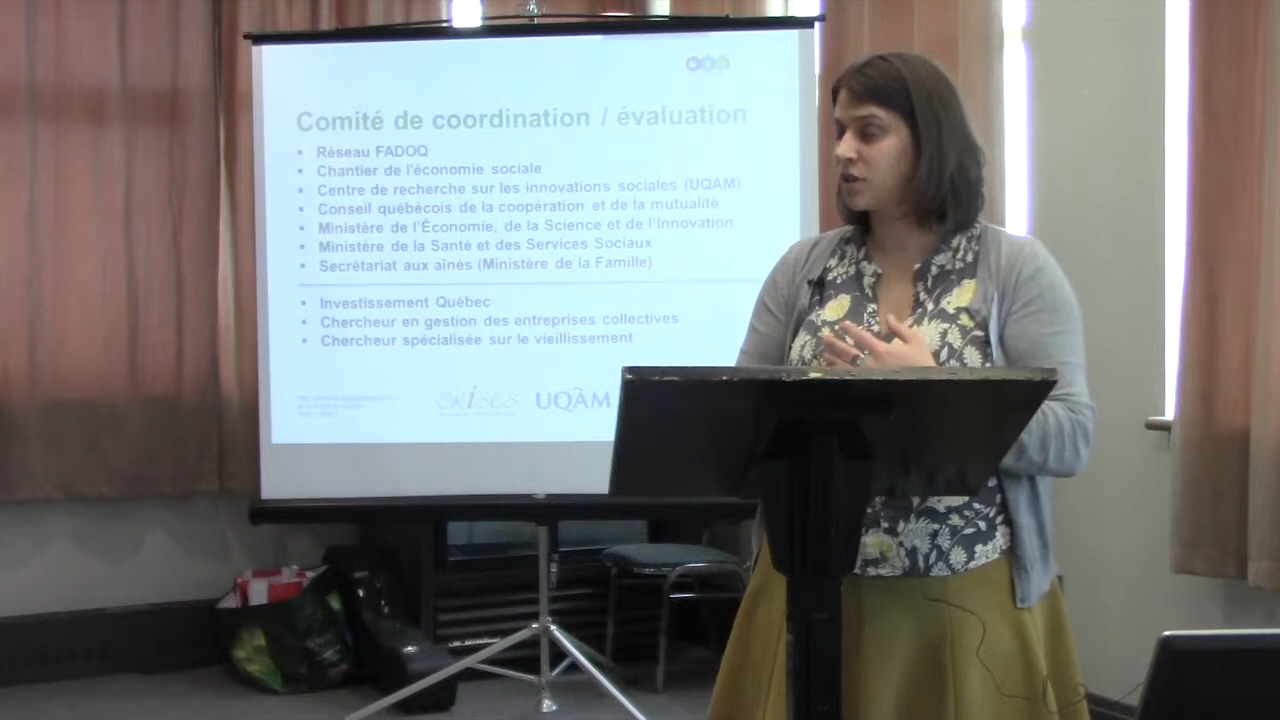 Comité de coordination / évaluation
▪ Réseau FADOQ
▪ Chantier de l'économie sociale
▪ Centre de recherche sur les innovations sociales (UQÀM)
▪ Conseil québécois de la coopération et de la mutualité
▪ Ministère de l'Économie, de la Science et de l'Innovation
▪ Ministère de la Santé et des Services Sociaux
▪ Secrétariat aux aînés (Ministère de la Famille)
▪ Investissement Québec
▪ Chercheur en gestion des entreprises collectives
▪ Chercheur spécialisée sur le vieillissement
UQÀM